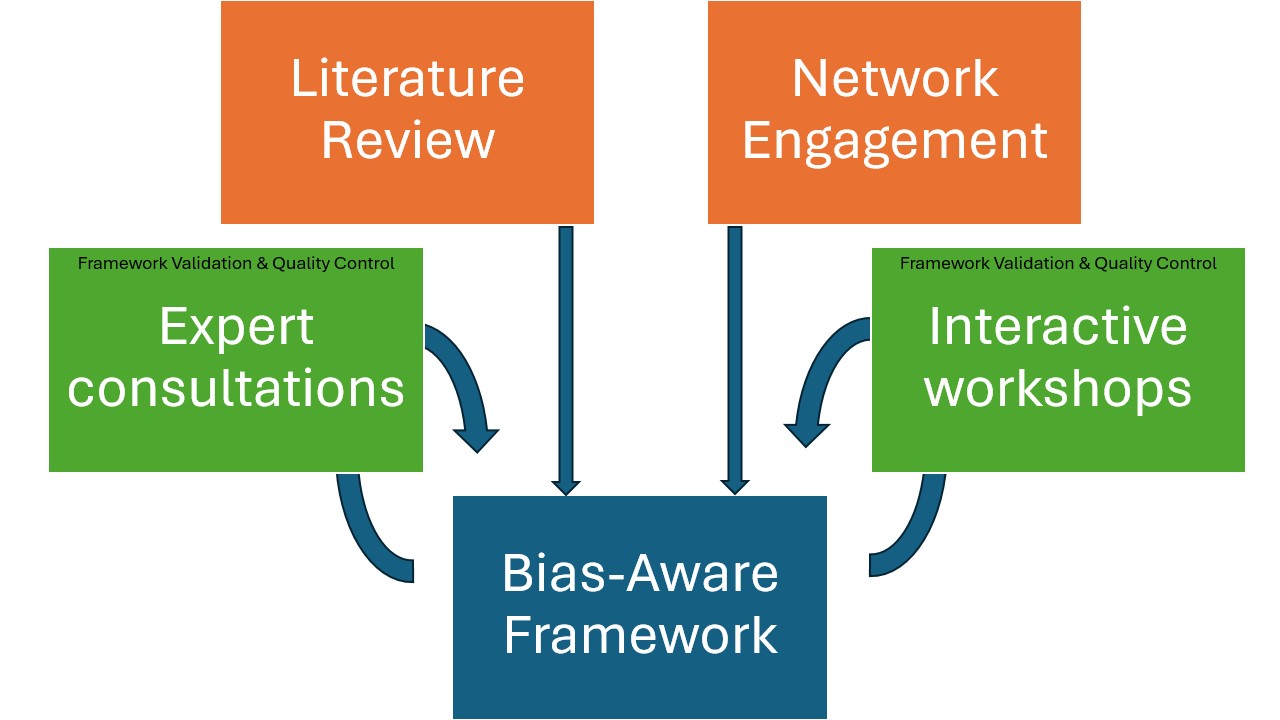 Literature
Review
Network
Engagement
Framework Validation & Quality Control
Expert
consultations
Framework Validation & Quality Control
Interactive
workshops
Bias-Aware
Framework